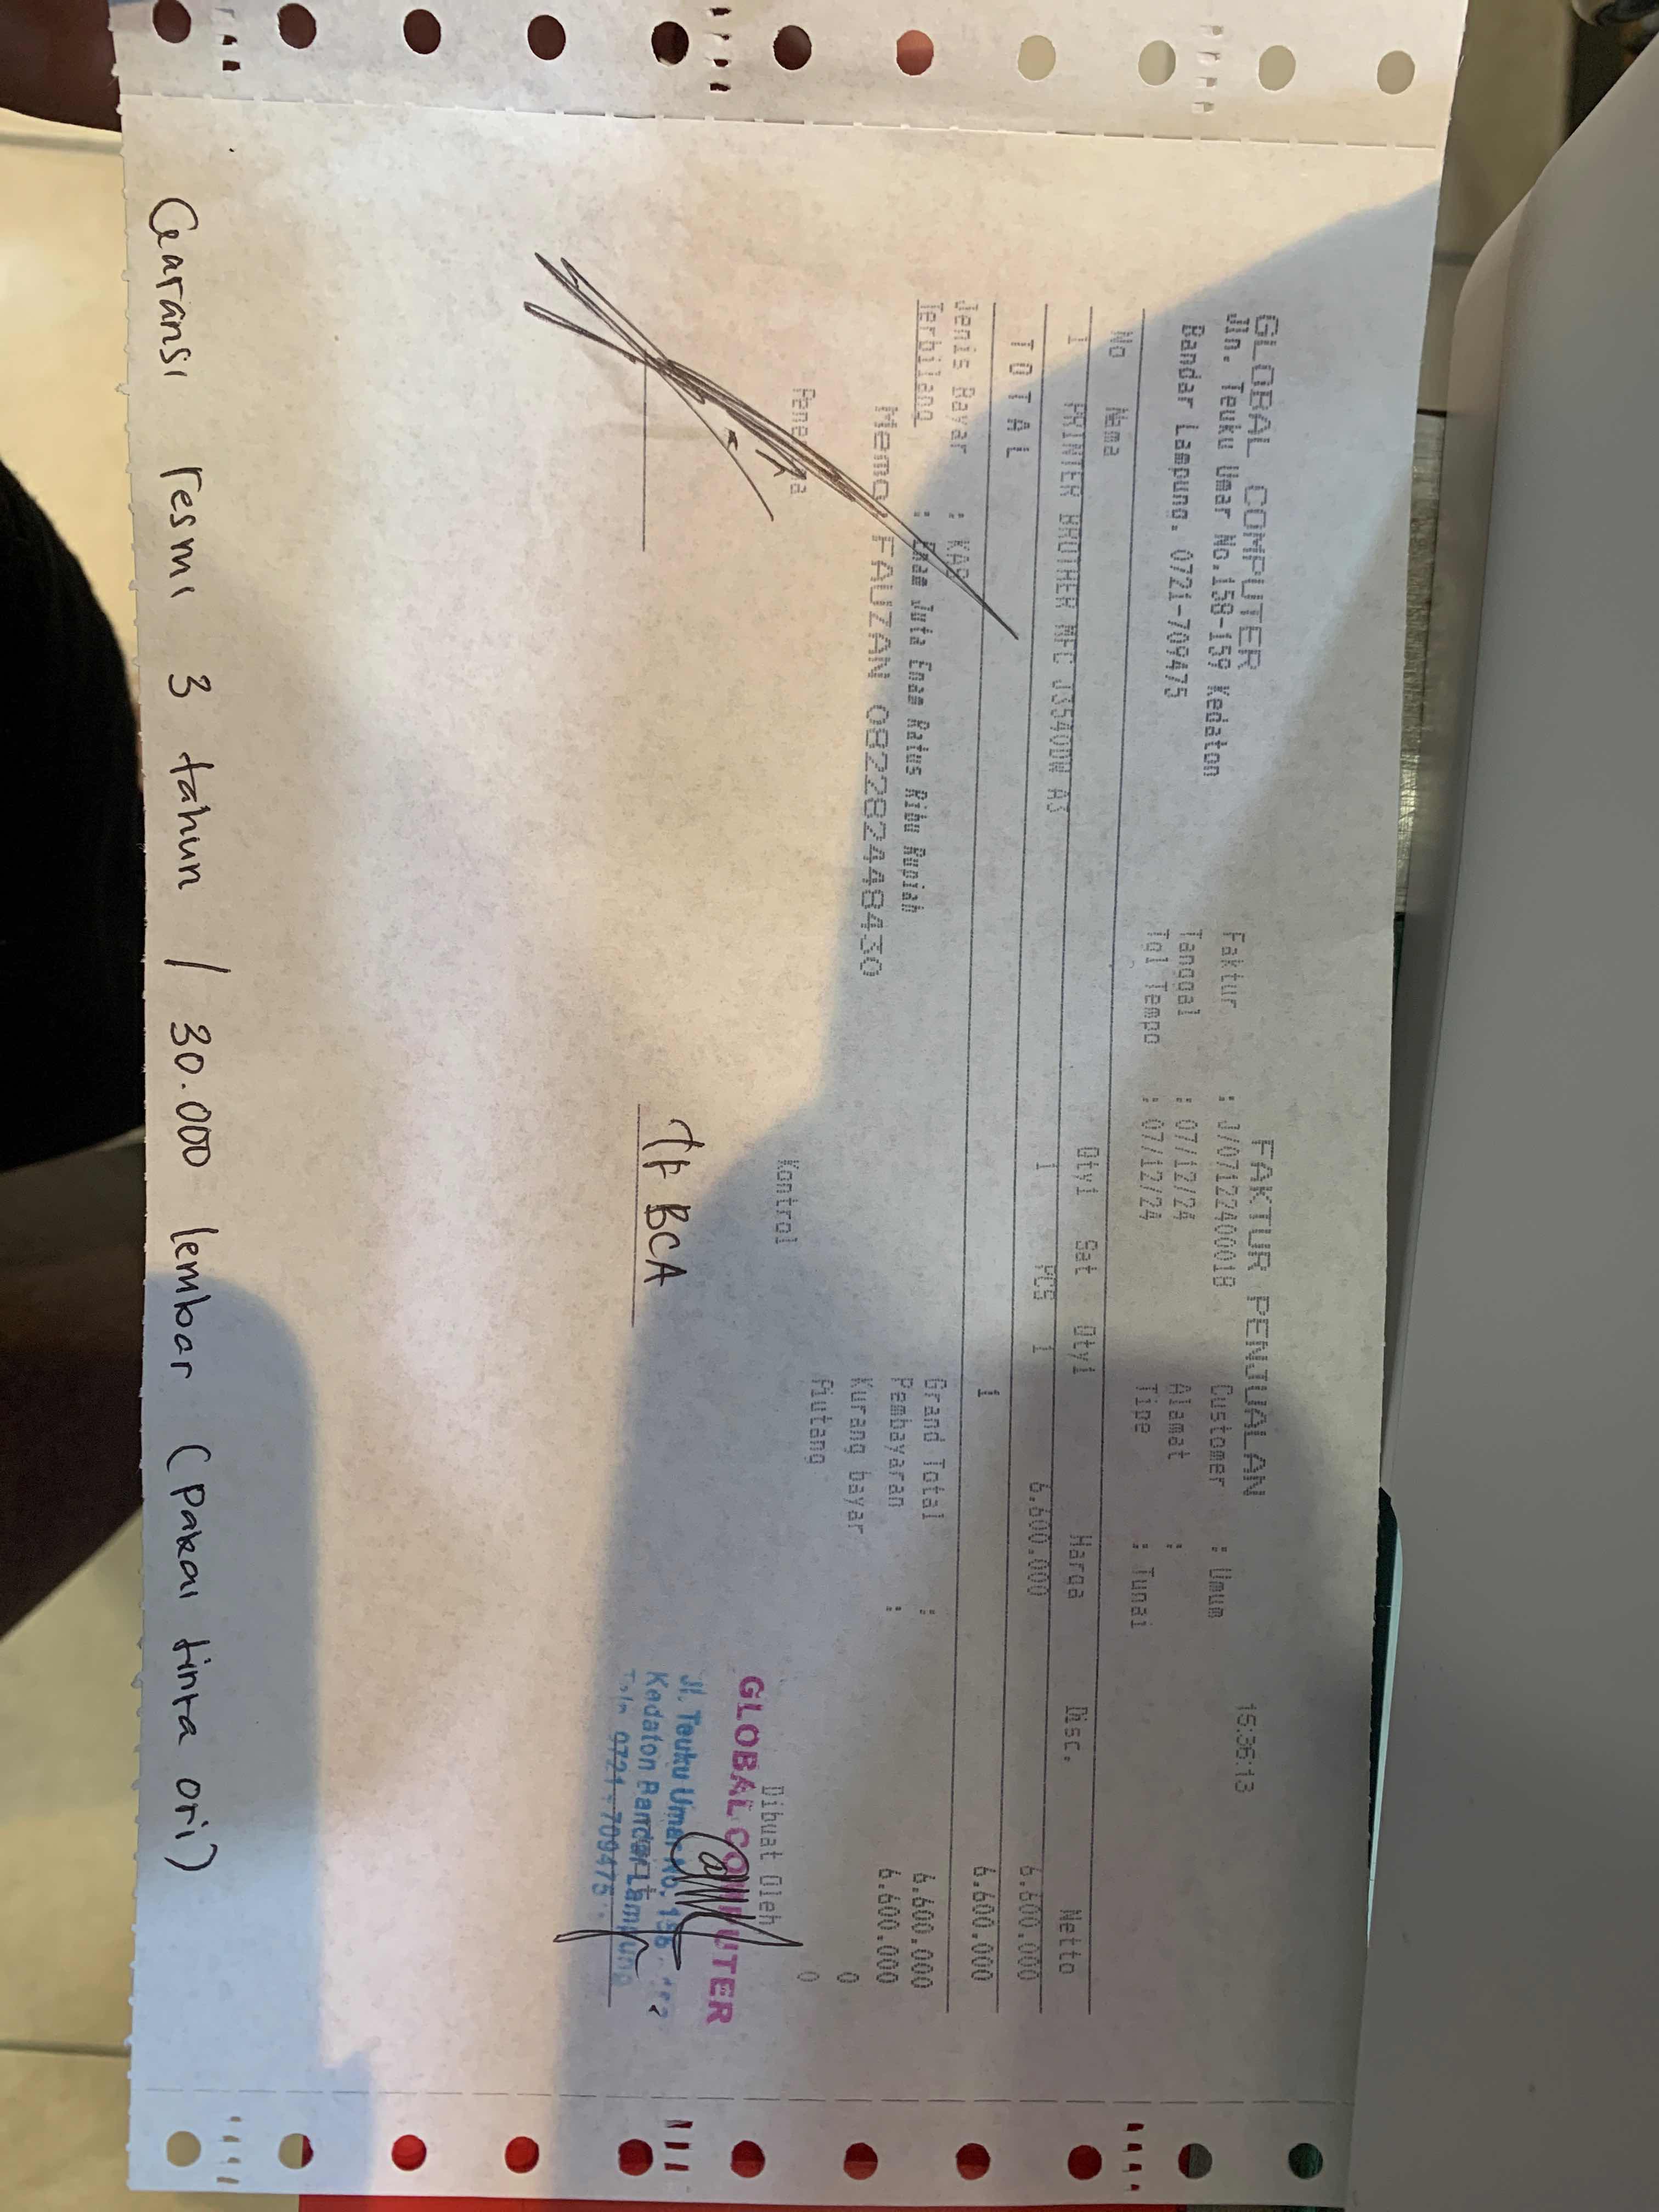 GLOBAL COMPUTER
Jln. Teuku Umar No.158-159 Kedaton
Bandar Lampung. 0721-709475
FAKTUR PENJUALAN
15:36:13
Faktur : J/07122400018
Tanggal : 07/12/24
Tgl Tempo : 07/12/24
Customer : Umum
Alamat :
Tipe : Tunai
No Nama Qty1 Sat Qty1 Harga Disc. Netto
1 PRINTER BROTHER MFC J3540DW A3 1 PCS 1 6.600.000 6.600.000
T O T A L 1 6.600.000
Jenis Bayar : KAS
Terbilang : Enam Juta Enam Ratus Ribu Rupiah
Memo FAUZAN 082282448430
Grand Total : 6.600.000
Pembayaran : 6.600.000
Kurang bayar 0
Piutang 0
Penerima Kontrol Dibuat Oleh
Tf BCA
GLOBAL COMPUTER
Jl. Teuku Umar No. 158
Kedaton Bandar Lampung
Telp 0721 - 709475
Garansi resmi 3 tahun / 30.000 lembar (pakai tinta ori)